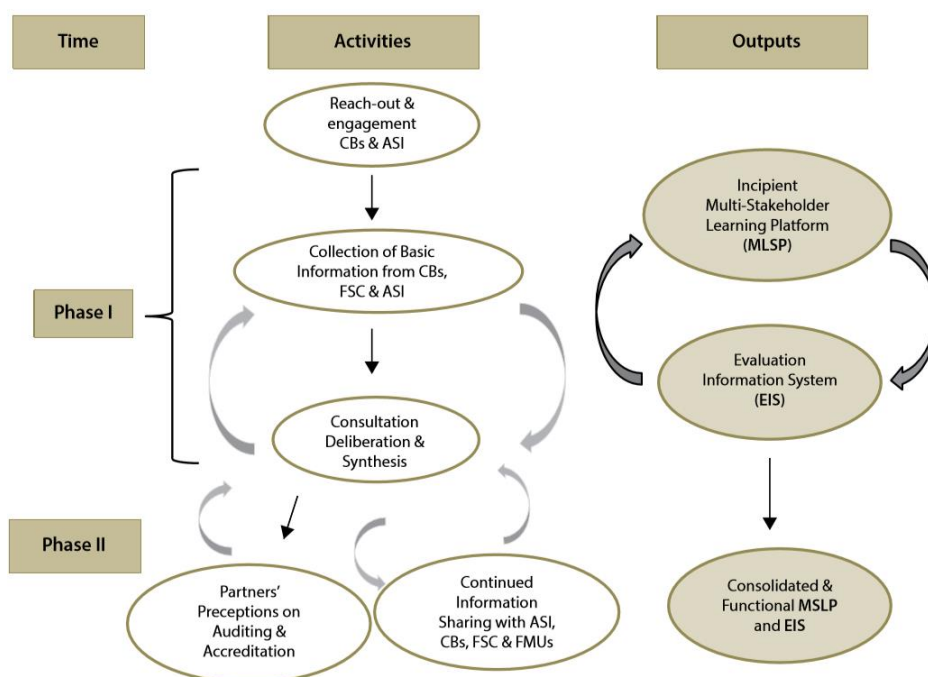 Time
Activities
Outputs
Reach-out &
engagement
CBs & ASI
Incipient
Multi-Stakeholder
Learning Platform
(MLSP)
Collection of Basic
Information from CBs,
FSC & ASI
Phase I
Evaluation
Information System
(EIS)
Consultation
Deliberation &
Synthesis
Phase II
Partners'
Preceptions on
Auditing &
Accreditation
Continued
Information
Sharing with ASI,
CBs, FSC & FMUs
Consolidated &
Functional MSLP
and EIS